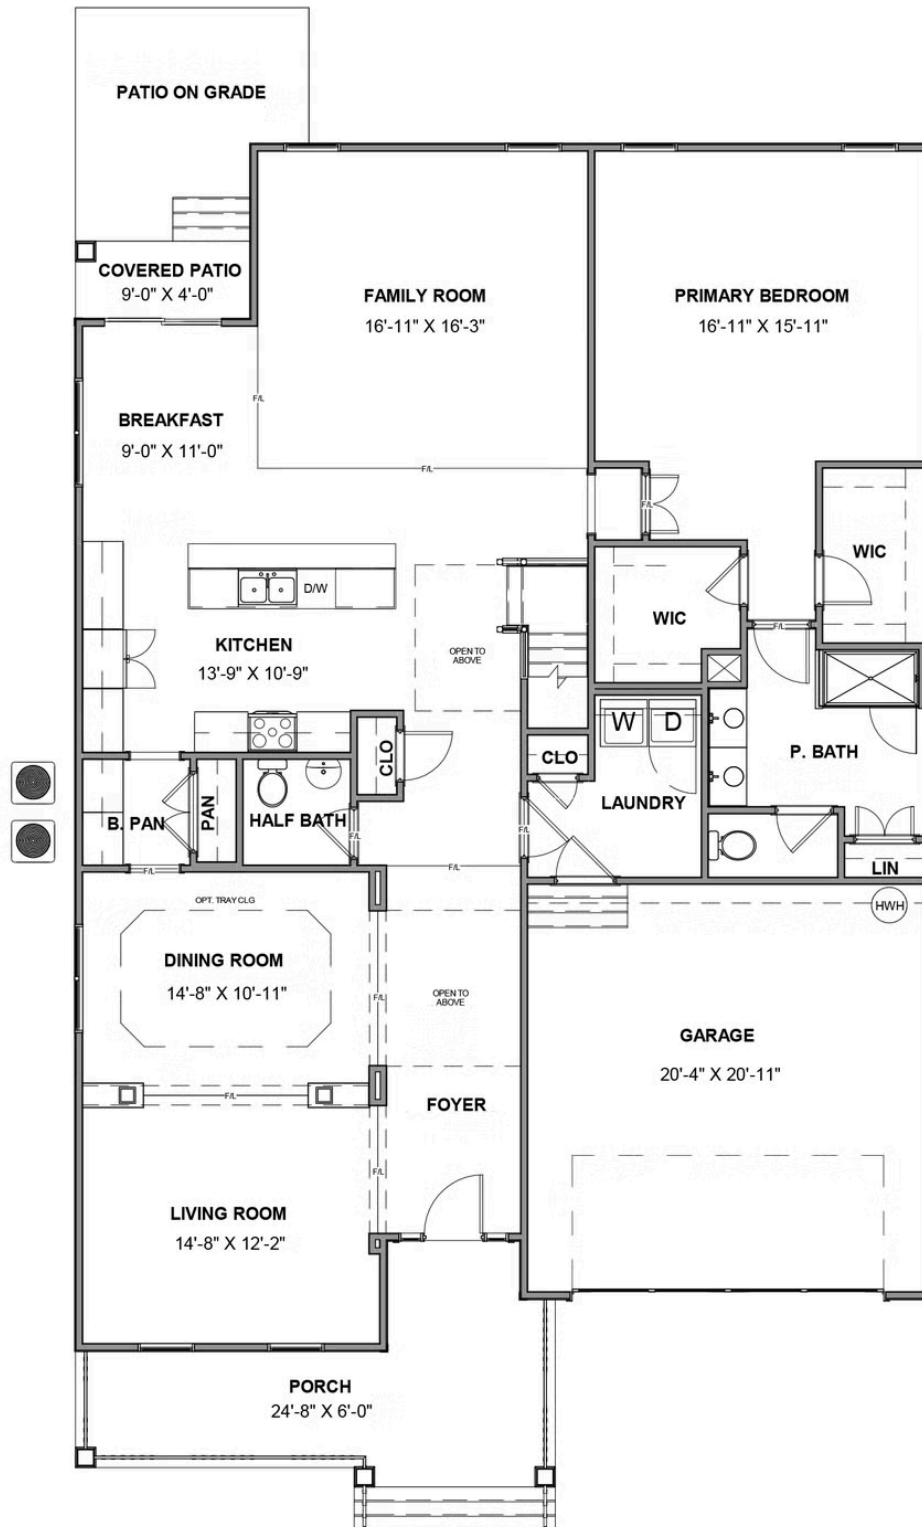 PATIO ON GRADE
COVERED PATIO
9'-0" X 4'-0"
FAMILY ROOM
16'-11" X 16'-3"
PRIMARY BEDROOM
16'-11" X 15'-11"
F/L
BREAKFAST
9'-0" X 11'-0"
F/L
F/L
WIC
D/W
WIC
F/L
KITCHEN
13'-9" X 10'-9"
OPEN TO
ABOVE
W
D
CLO
CLO
P. BATH
LAUNDRY
B. PAN
PAN
HALF BATH
F/L
F/L
F/L
F/L
LIN
OPT. TRAY CLG
HWH
DINING ROOM
14'-8" X 10'-11"
F/L
OPEN TO
ABOVE
GARAGE
20'-4" X 20'-11"
F/L
FOYER
F/L
LIVING ROOM
14'-8" X 12'-2"
PORCH
24'-8" X 6'-0"